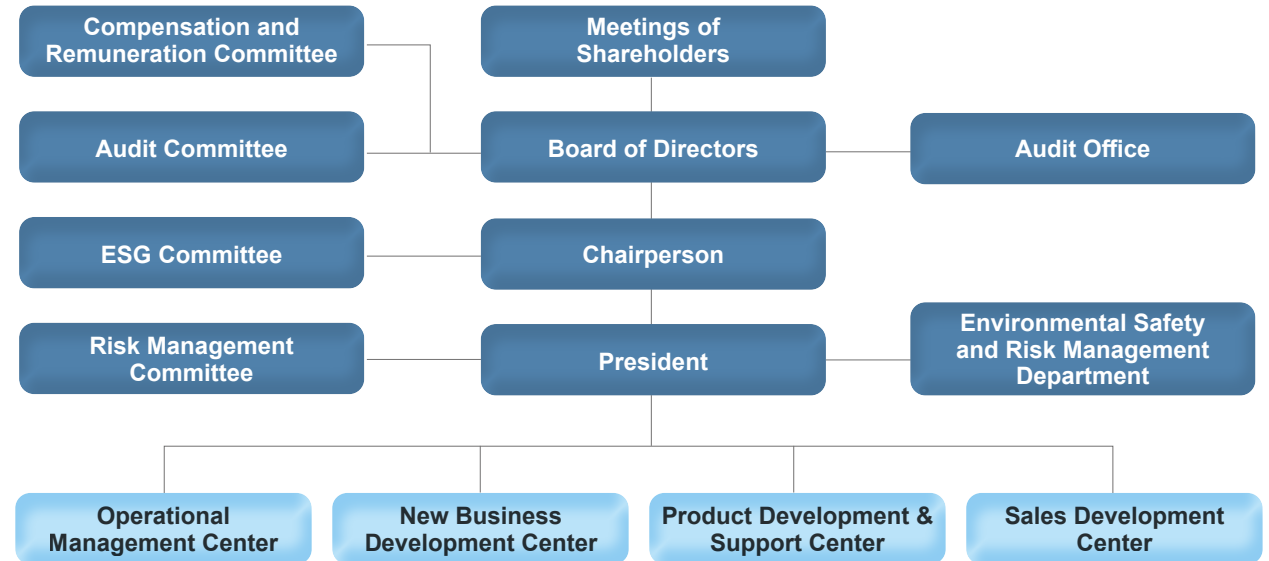 Compensation and
Remuneration Committee
Meetings of
Shareholders
Audit Committee
Board of Directors
Audit Office
ESG Committee
Chairperson
Risk Management
Committee
President
Environmental Safety
and Risk Management
Department
Operational
Management Center
New Business
Development Center
Product Development &
Support Center
Sales Development
Center